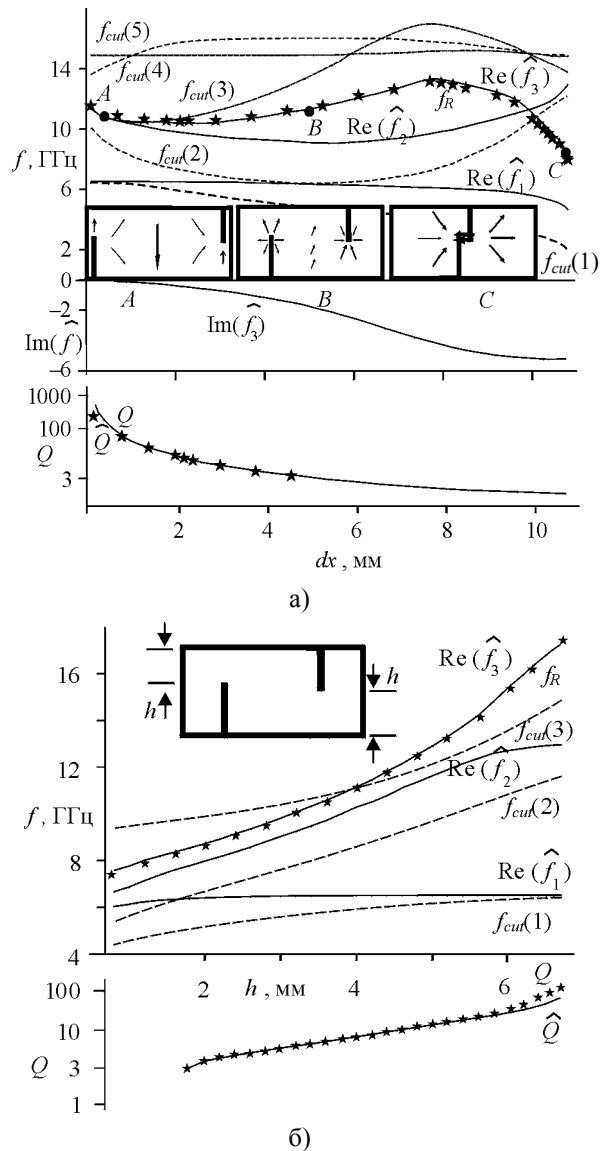 f_cut(5)
14
f_cut(4)
f_cut(3)
Re(f̂_3)
A
f_R
10
B
Re(f̂_2)
f, ГГц
C
f_cut(2)
Re(f̂_1)
6
2
f_cut(1)
0
A B C
−2
Im(f̂_3)
Im(f̂)
−6
1000
Q
100
Q̂
Q
3
2 4 6 8 10
dx, мм
а)
Re(f̂_3)
f_R
16
h
h
f_cut(3)
12
Re(f̂_2)
f, ГГц
f_cut(2)
8
Re(f̂_1)
f_cut(1)
4
2 h, мм 4 6
Q
100
Q̂
10
Q
3
1
б)